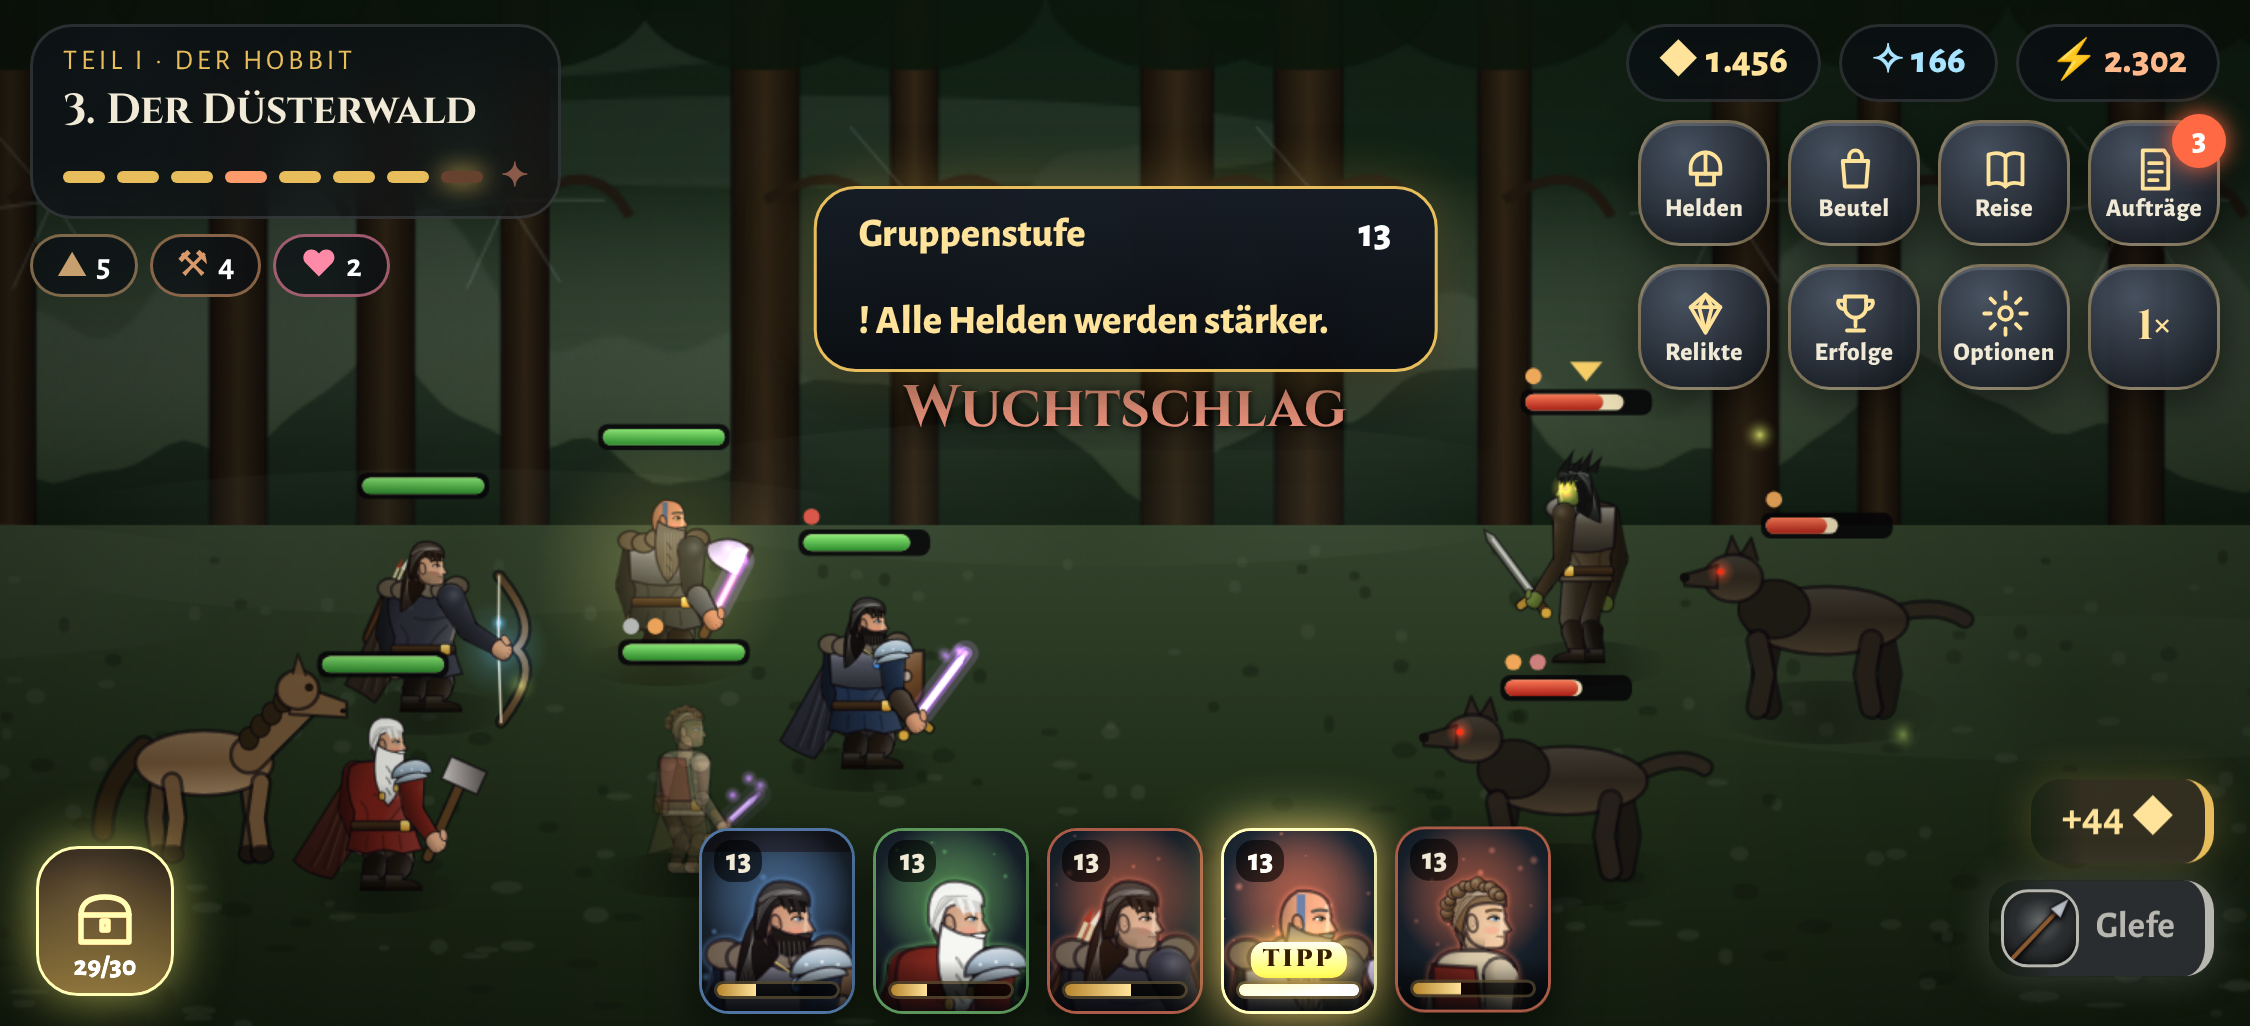 TEIL I · DER HOBBIT
3. DER DÜSTERWALD
5
4
2
1.456
166
2.302
Helden
Beutel
Reise
Aufträge
3
Relikte
Erfolge
Optionen
1×
Gruppenstufe 13
! Alle Helden werden stärker.
WUCHTSCHLAG
+44
Glefe
29/30
13
13
13
13
TIPP
13